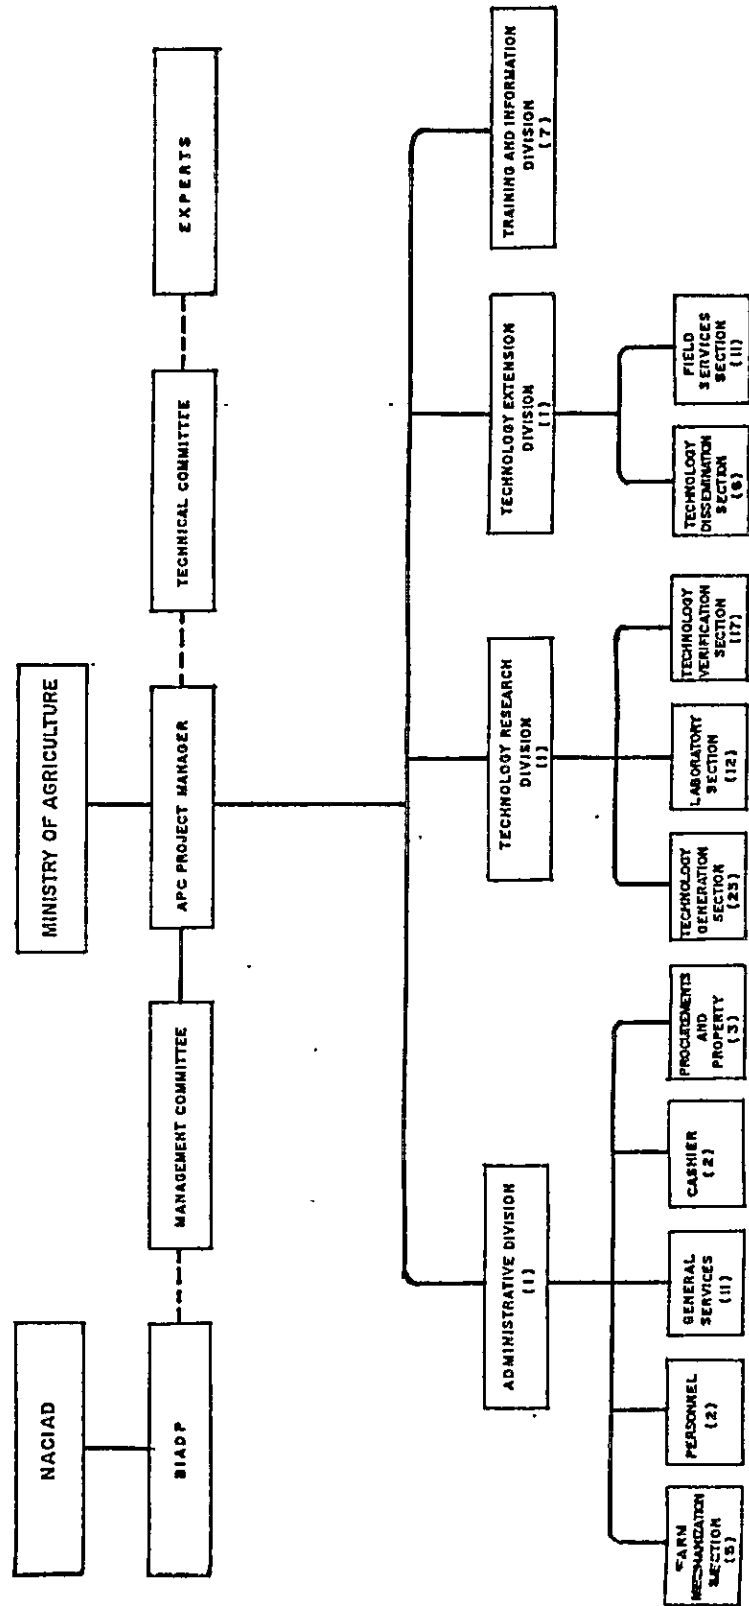 NACIAD
MINISTRY OF AGRICULTURE
BIADP
MANAGEMENT COMMITTEE
APC PROJECT MANAGER
TECHNICAL COMMITTEE
EXPERTS
ADMINISTRATIVE DIVISION
(1)
TECHNOLOGY RESEARCH
DIVISION
(1)
TECHNOLOGY EXTENSION
DIVISION
(1)
TRAINING AND INFORMATION
DIVISION
(7)
FARM
MECHANIZATION
SECTION
(5)
PERSONNEL
(2)
GENERAL
SERVICES
(11)
CASHIER
(2)
PROCUREMENTS
AND
PROPERTY
(3)
TECHNOLOGY
GENERATION
SECTION
(23)
LABORATORY
SECTION
(12)
TECHNOLOGY
VERIFICATION
SECTION
(17)
TECHNOLOGY
DISSEMINATION
SECTION
(6)
FIELD
SERVICES
SECTION
(11)